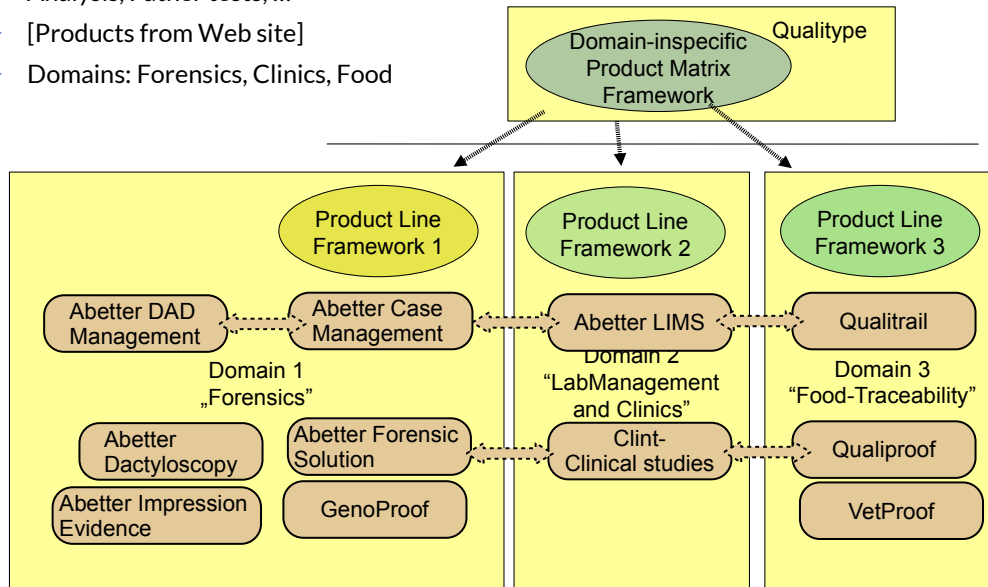 Analysis, Father tests, ...
[Products from Web site]
Domains: Forensics, Clinics, Food
Qualitype
Domain-inspecific
Product Matrix
Framework
Product Line
Framework 1
Product Line
Framework 2
Product Line
Framework 3
Abetter DAD
Management
Abetter Case
Management
Abetter LIMS
Qualitrail
Domain 1
„Forensics”
Domain 2
“LabManagement
and Clinics”
Domain 3
“Food-Traceability”
Abetter
Dactyloscopy
Abetter Forensic
Solution
Clint-
Clinical studies
Qualiproof
Abetter Impression
Evidence
GenoProof
VetProof